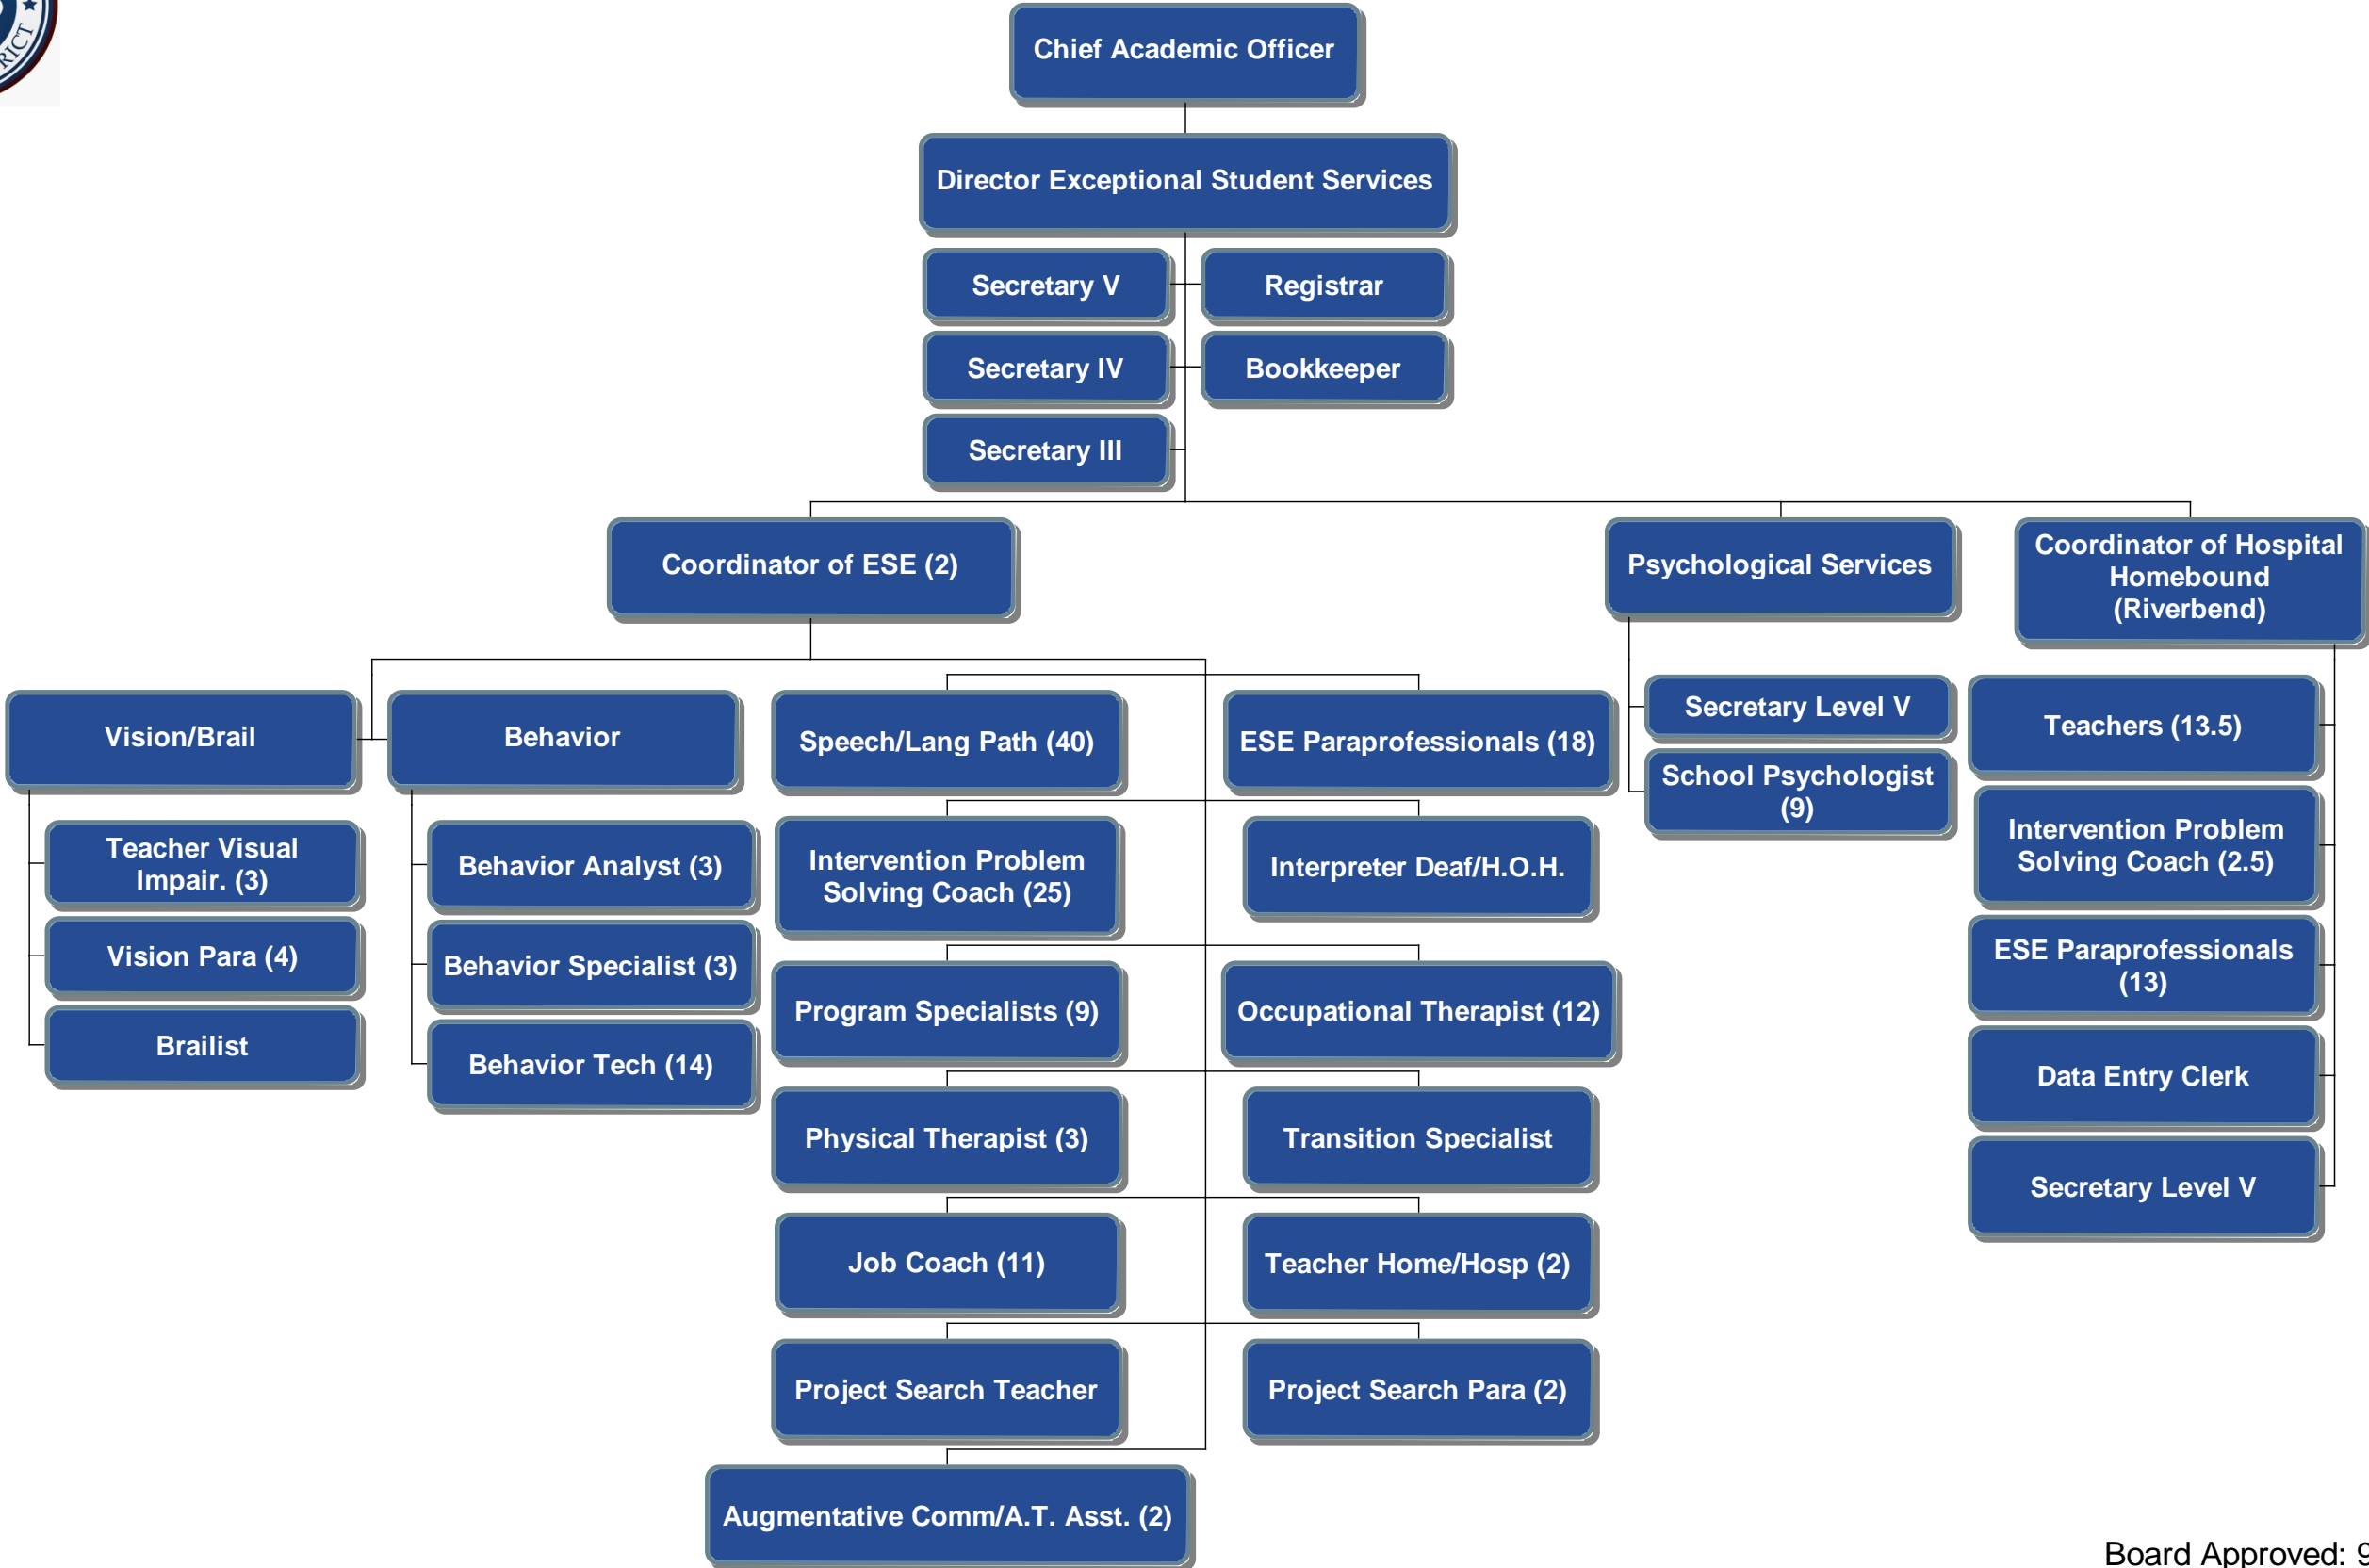 RICT
Chief Academic Officer
Director Exceptional Student Services
Secretary V
Registrar
Secretary IV
Bookkeeper
Secretary III
Coordinator of ESE (2)
Psychological Services
Coordinator of Hospital
Homebound
(Riverbend)
Vision/Brail
Behavior
Speech/Lang Path (40)
ESE Paraprofessionals (18)
Secretary Level V
School Psychologist
(9)
Teachers (13.5)
Intervention Problem
Solving Coach (2.5)
ESE Paraprofessionals
(13)
Data Entry Clerk
Secretary Level V
Teacher Visual
Impair. (3)
Vision Para (4)
Brailist
Behavior Analyst (3)
Behavior Specialist (3)
Behavior Tech (14)
Intervention Problem
Solving Coach (25)
Interpreter Deaf/H.O.H.
Program Specialists (9)
Occupational Therapist (12)
Physical Therapist (3)
Transition Specialist
Job Coach (11)
Teacher Home/Hosp (2)
Project Search Teacher
Project Search Para (2)
Augmentative Comm/A.T. Asst. (2)
Board Approved: 9